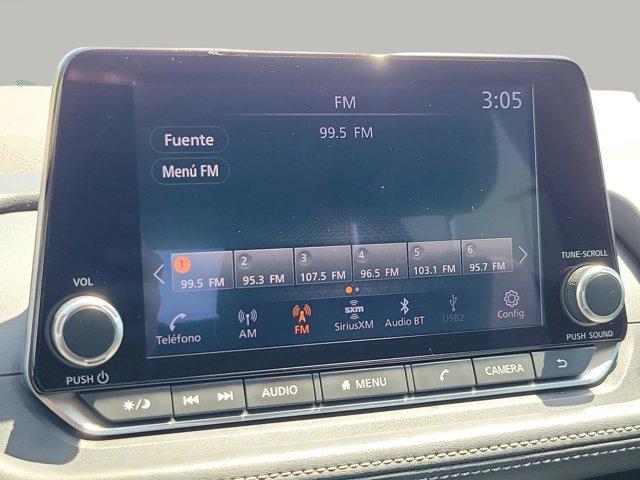 FM
3:05
99.5 FM
Fuente
Menú FM
1 2 3 4 5 6
99.5 FM 95.3 FM 107.5 FM 96.5 FM 103.1 FM 95.7 FM
Teléfono AM FM sxm SiriusXM Audio BT USB2 Config.
VOL
PUSH
TUNE·SCROLL
PUSH SOUND
AUDIO MENU CAMERA